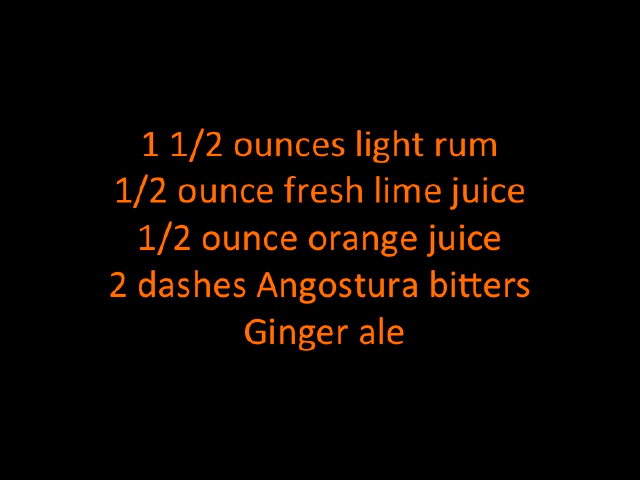 1 1/2 ounces light rum
1/2 ounce fresh lime juice
1/2 ounce orange juice
2 dashes Angostura bitters
Ginger ale